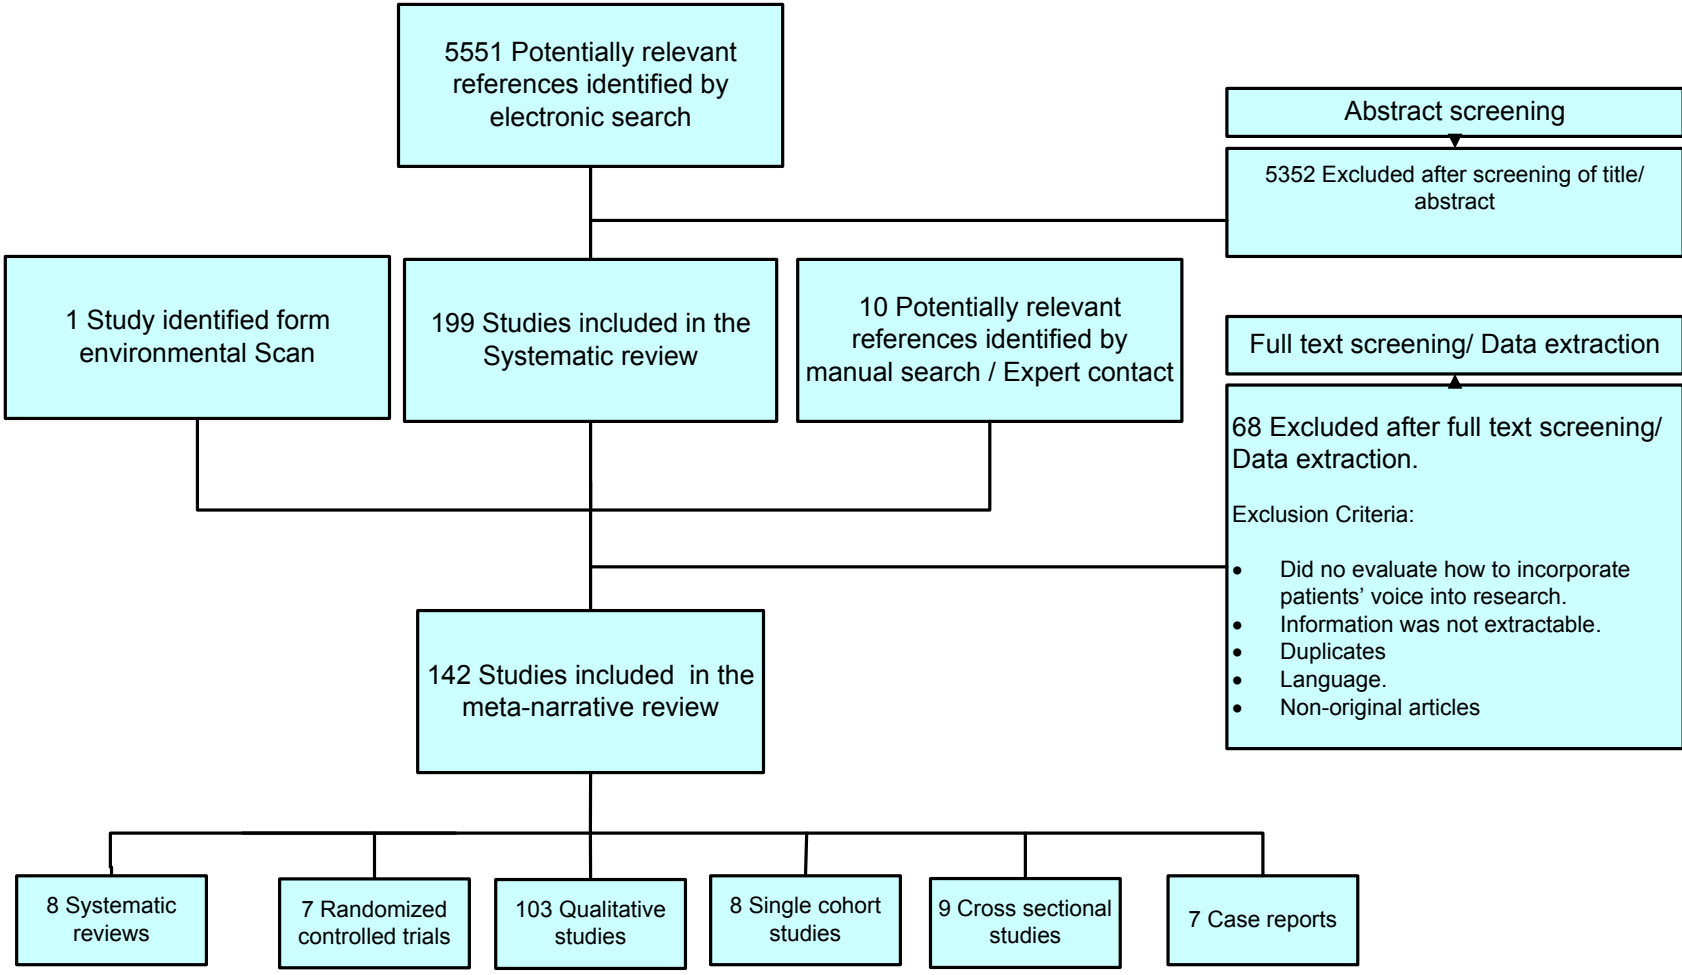 5551 Potentially relevant
references identified by
electronic search
Abstract screening
5352 Excluded after screening of title/
abstract
1 Study identified form
environmental Scan
199 Studies included in the
Systematic review
10 Potentially relevant
references identified by
manual search / Expert contact
Full text screening/ Data extraction
68 Excluded after full text screening/
Data extraction.
Exclusion Criteria:
• Did no evaluate how to incorporate
patients’ voice into research.
• Information was not extractable.
• Duplicates
• Language.
• Non-original articles
142 Studies included in the
meta-narrative review
8 Systematic
reviews
7 Randomized
controlled trials
103 Qualitative
studies
8 Single cohort
studies
9 Cross sectional
studies
7 Case reports